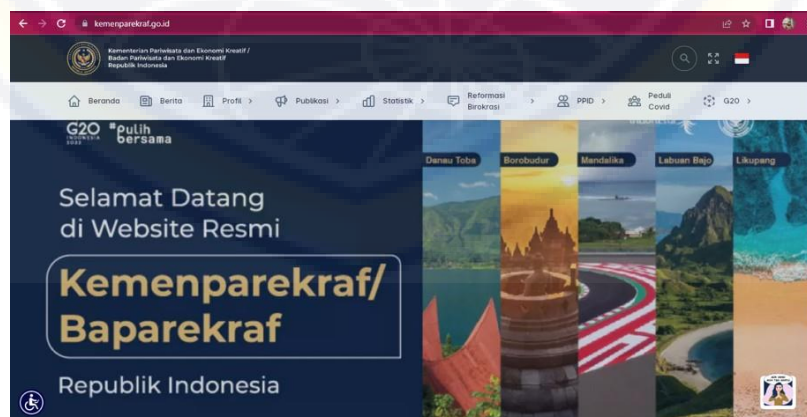 kemenparekraf.go.id
Kementerian Pariwisata dan Ekonomi Kreatif /
Badan Pariwisata dan Ekonomi Kreatif
Republik Indonesia
Beranda Berita Profil > Publikasi > Statistik > Reformasi Birokrasi > PPID > Peduli Covid G20 >
G20 #Pulih
INDONESIA bersama
2022
Danau Toba Borobudur Mandalika Labuan Bajo Likupang
Selamat Datang
di Website Resmi
Kemenparekraf/
Baparekraf
Republik Indonesia